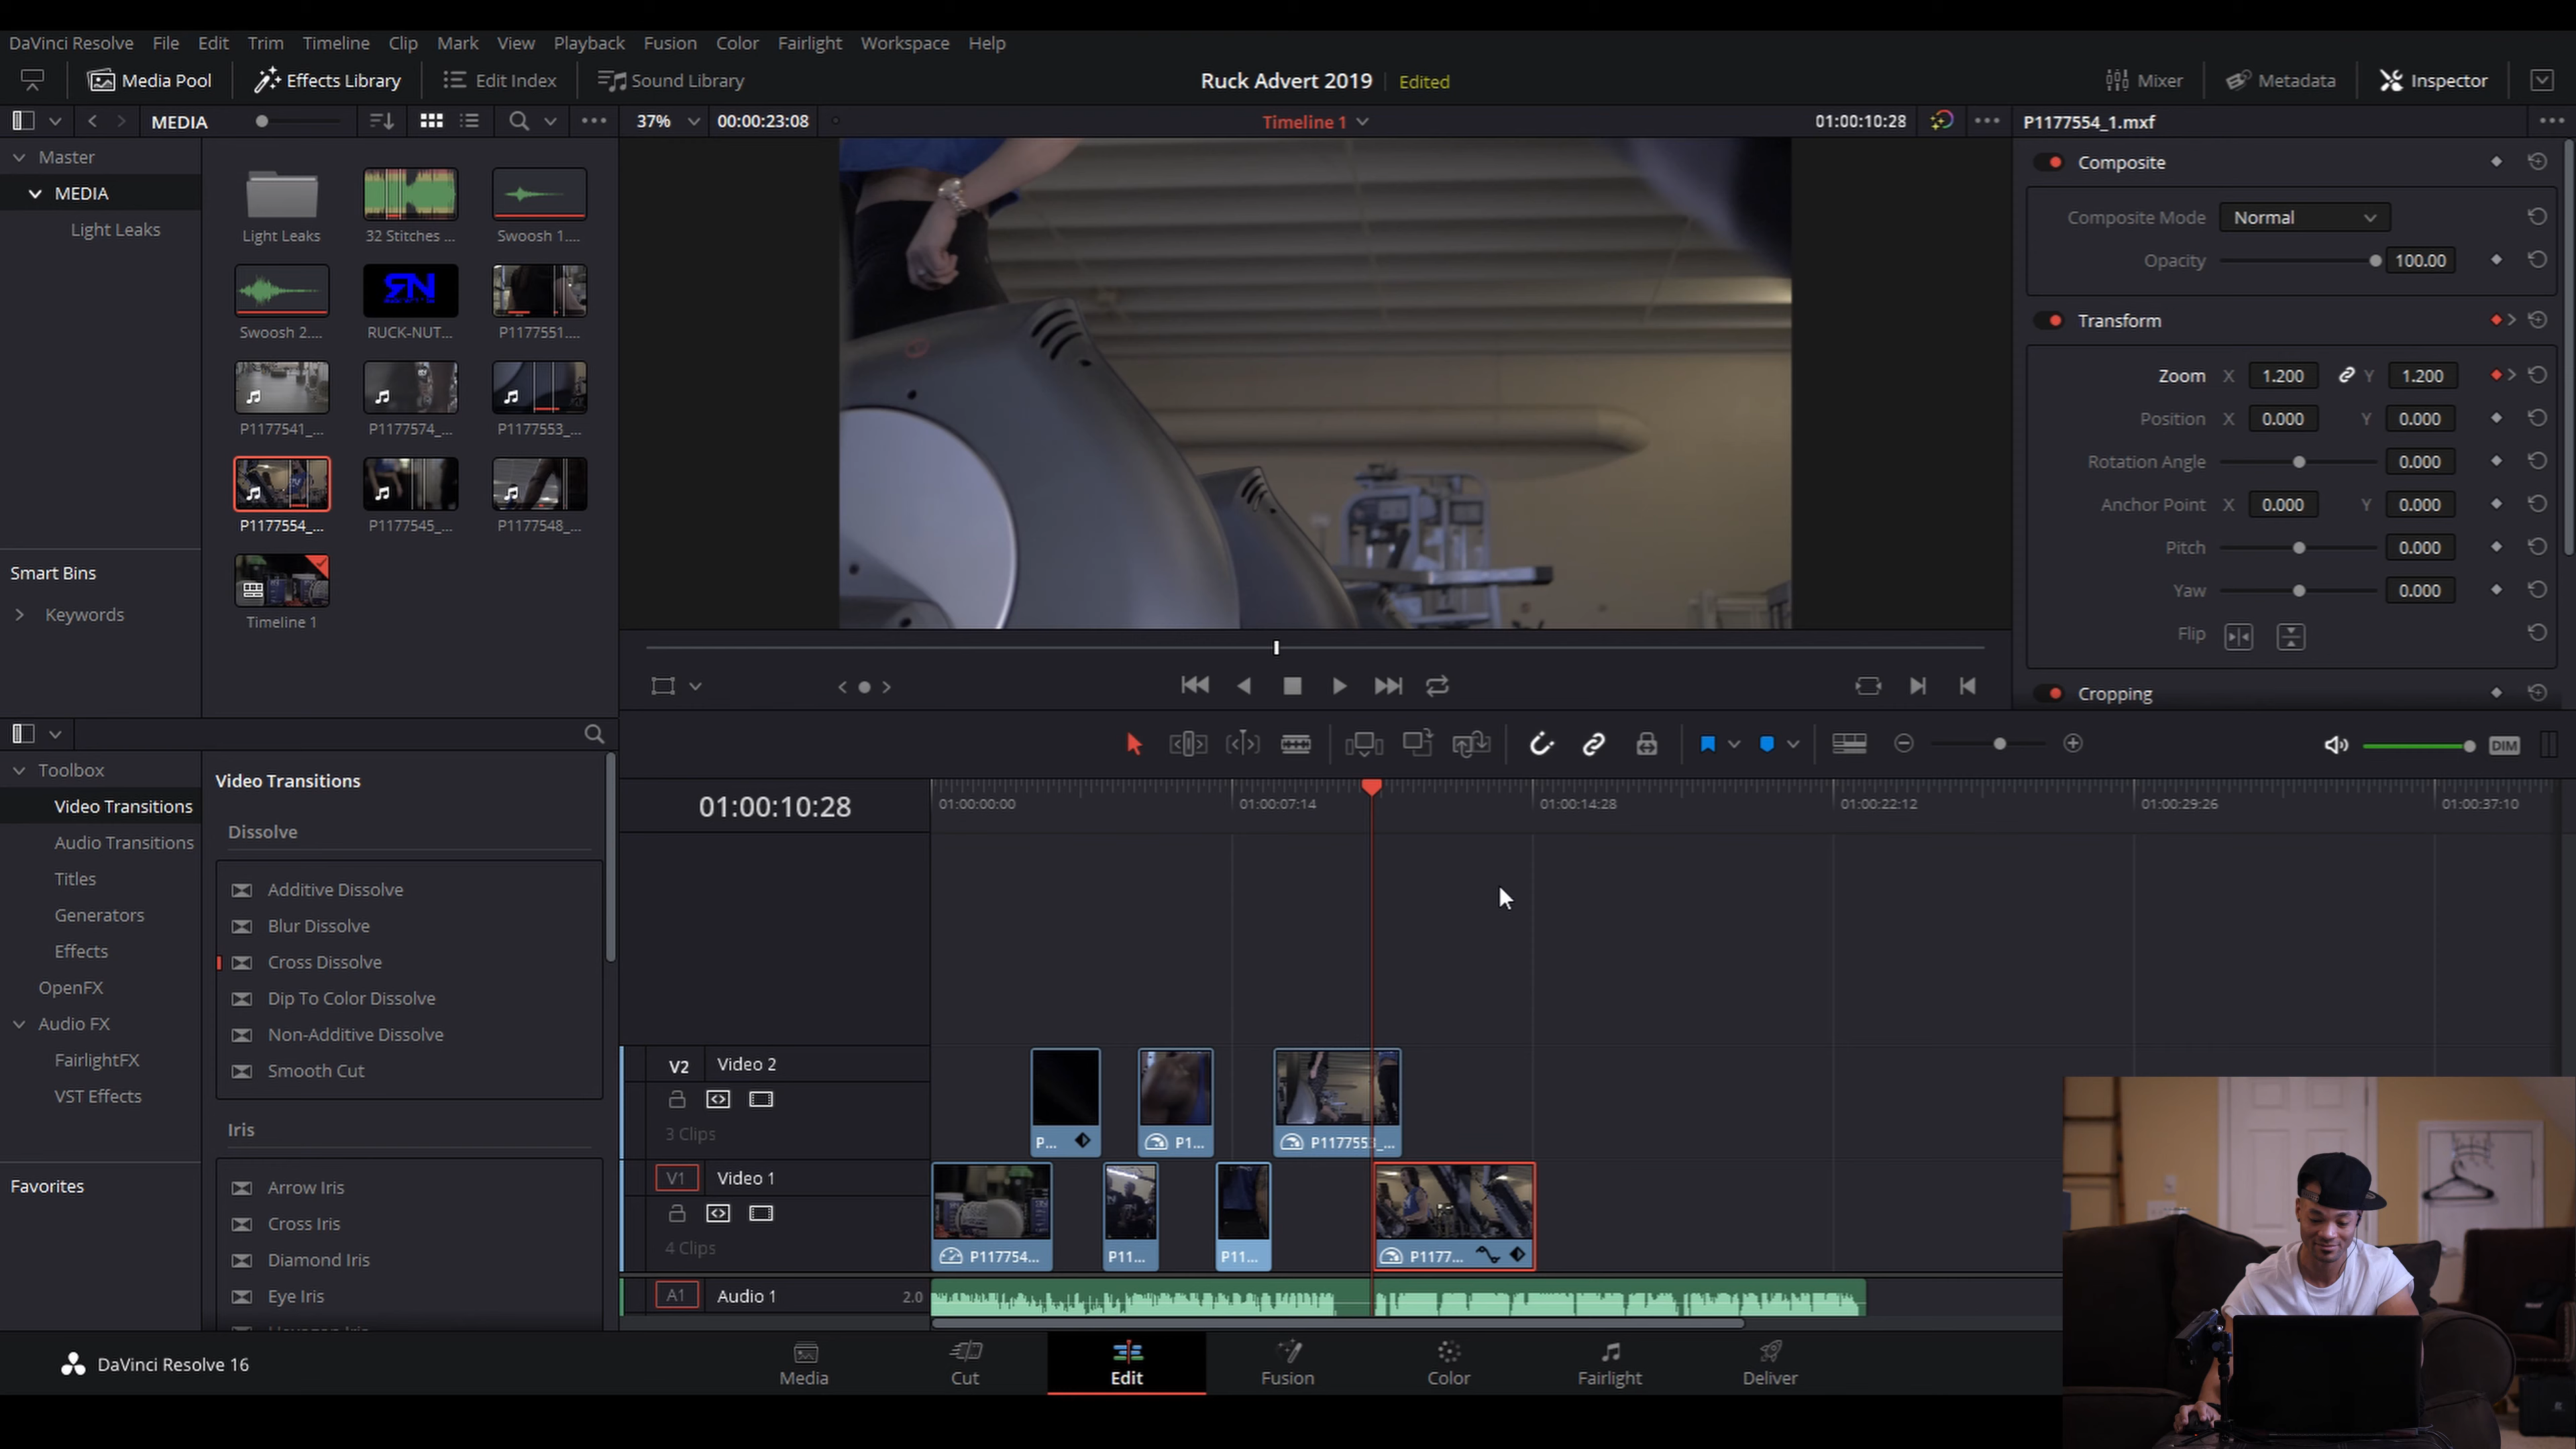 DaVinci Resolve File Edit Trim Timeline Clip Mark View Playback Fusion Color Fairlight Workspace Help
Media Pool Effects Library Edit Index Sound Library Ruck Advert 2019 Edited Mixer Metadata Inspector
MEDIA 37% 00:00:23:08 Timeline 1 01:00:10:28 P1177554_1.mxf
Master
MEDIA
Light Leaks
Light Leaks 32 Stitches ... Swoosh 1....
RN
Swoosh 2.... RUCK-NUT... P1177551....
P1177541_... P1177574_... P1177553_...
P1177554_... P1177545_... P1177548_...
Timeline 1
Smart Bins
Keywords
Composite
Composite Mode Normal
Opacity 100.00
Transform
Zoom X 1.200 Y 1.200
Position X 0.000 Y 0.000
Rotation Angle 0.000
Anchor Point X 0.000 Y 0.000
Pitch 0.000
Yaw 0.000
Flip
Cropping
DIM
Toolbox
Video Transitions
Audio Transitions
Titles
Generators
Effects
OpenFX
Audio FX
FairlightFX
VST Effects
Favorites
Video Transitions
Dissolve
Additive Dissolve
Blur Dissolve
Cross Dissolve
Dip To Color Dissolve
Non-Additive Dissolve
Smooth Cut
Iris
Arrow Iris
Cross Iris
Diamond Iris
Eye Iris
01:00:10:28
01:00:00:00 01:00:07:14 01:00:14:28 01:00:22:12 01:00:29:26 01:00:37:10
V2 Video 2
3 Clips
P... P1... P1177553_...
V1 Video 1
4 Clips
P117754... P11... P11... P1177...
A1 Audio 1 2.0
DaVinci Resolve 16
Media Cut Edit Fusion Color Fairlight Deliver